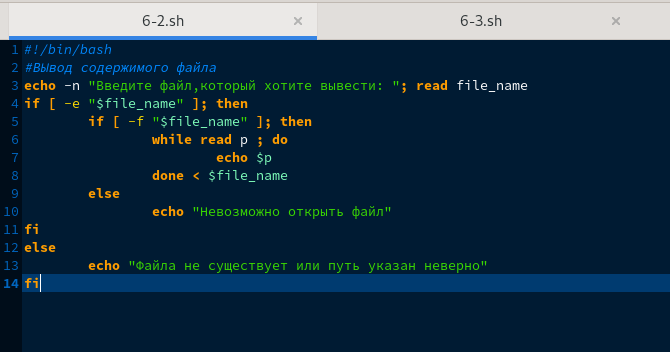 6-2.sh × 6-3.sh ×
1 #!/bin/bash
2 #ВЫвод содержимого файла
3 echo -n "Введите файл,который хотите вывести: "; read file_name
4 if [ -e "$file_name" ]; then
5 if [ -f "$file_name" ]; then
6 while read p ; do
7 echo $p
8 done < $file_name
9 else
10 echo "Невозможно открыть файл"
11 fi
12 else
13 echo "Файла не существует или путь указан неверно"
14 fi